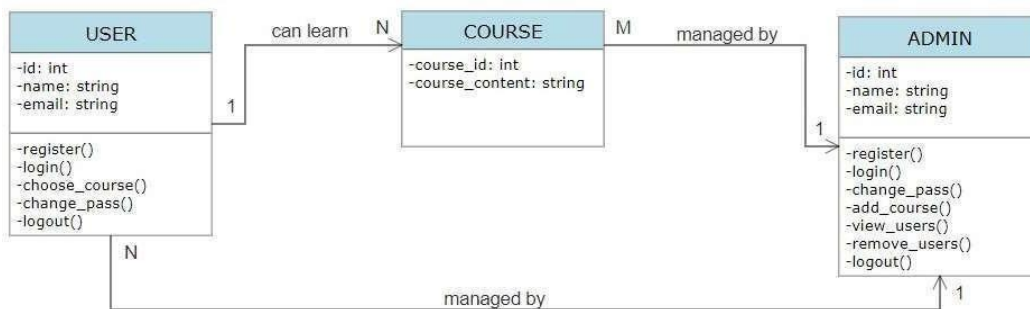 USER
-id: int
-name: string
-email: string
-register()
-login()
-choose_course()
-change_pass()
-logout()
1
can learn
N
COURSE
-course_id: int
-course_content: string
M
managed by
1
ADMIN
-id: int
-name: string
-email: string
-register()
-login()
-change_pass()
-add_course()
-view_users()
-remove_users()
-logout()
N
managed by
1